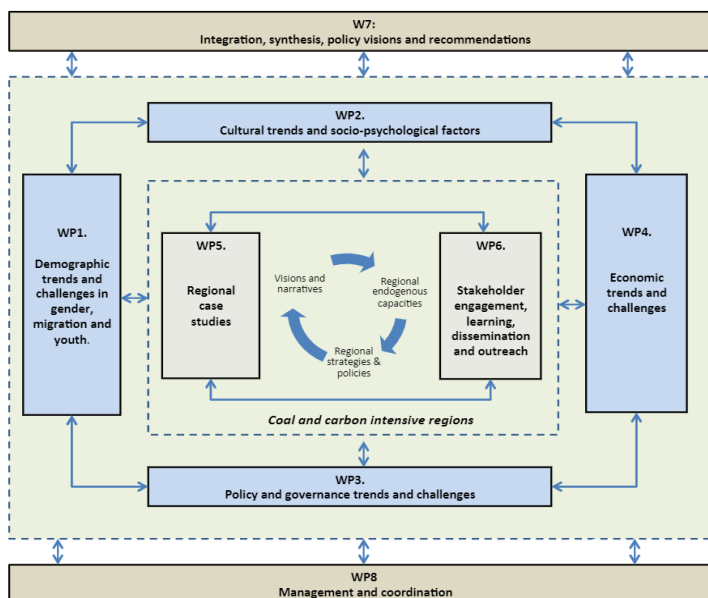 W7:
Integration, synthesis, policy visions and recommendations
WP2.
Cultural trends and socio-psychological factors
WP1.
Demographic
trends and
challenges in
gender,
migration and
youth.
WP5.
Regional
case
studies
Visions and
narratives
Regional
endogenous
capacities
Regional
strategies &
policies
WP6.
Stakeholder
engagement,
learning,
dissemination
and outreach
WP4.
Economic
trends and
challenges
Coal and carbon intensive regions
WP3.
Policy and governance trends and challenges
WP8
Management and coordination